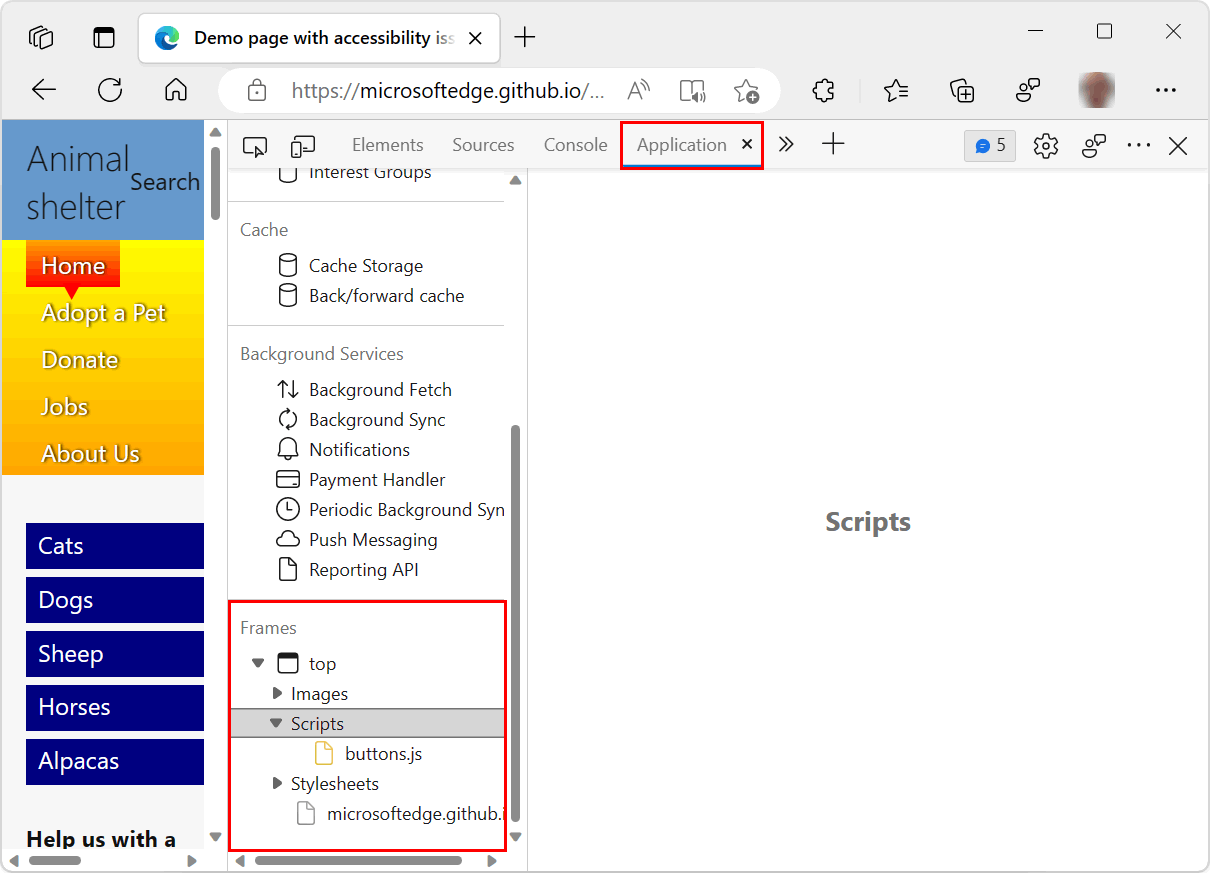 Demo page with accessibility iss
https://microsoftedge.github.io/...
Animal
shelter
Search
Home
Adopt a Pet
Donate
Jobs
About Us
Cats
Dogs
Sheep
Horses
Alpacas
Help us with a
Elements Sources Console Application 5
Interest Groups
Cache
Cache Storage
Back/forward cache
Background Services
Background Fetch
Background Sync
Notifications
Payment Handler
Periodic Background Syn
Push Messaging
Reporting API
Frames
top
Images
Scripts
buttons.js
Stylesheets
microsoftedge.github.i
Scripts